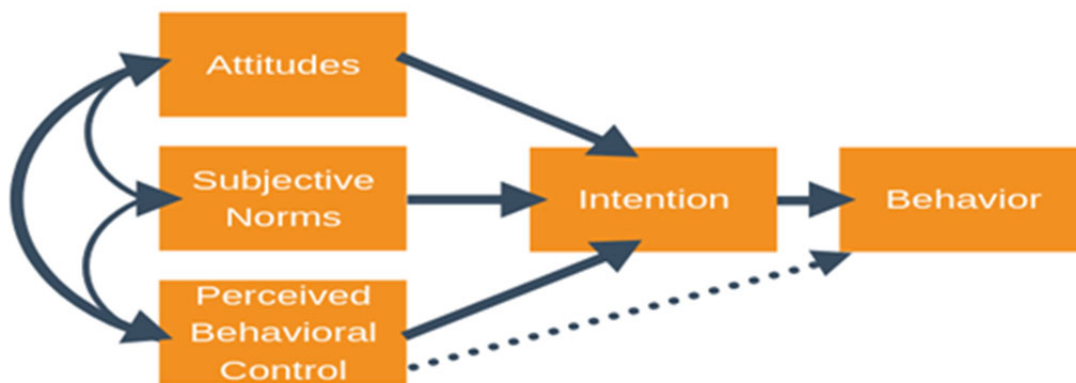 Attitudes
Subjective
Norms
Perceived
Behavioral
Control
Intention
Behavior